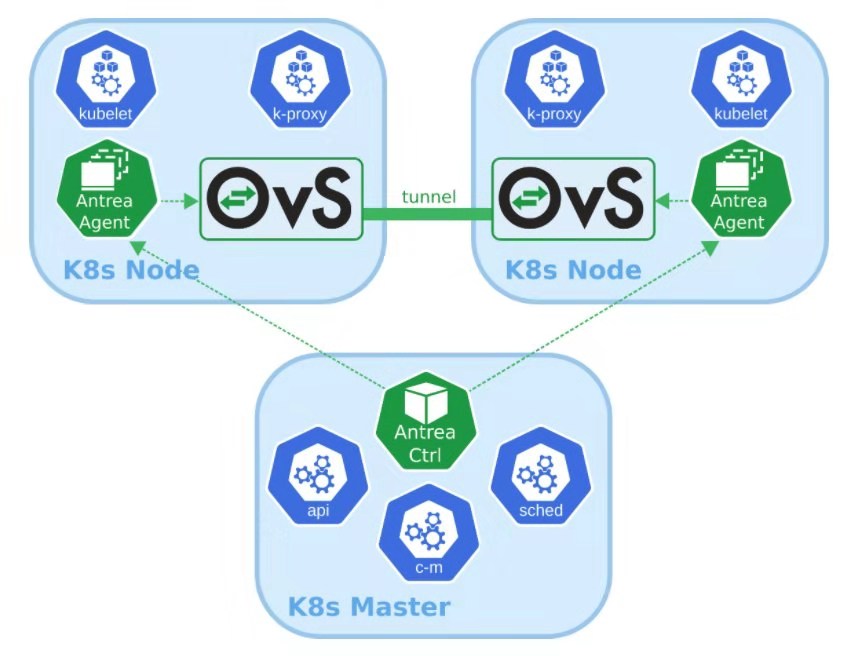 kubelet
k-proxy
k-proxy
kubelet
Antrea
Agent
OvS
tunnel
OvS
Antrea
Agent
K8s Node
K8s Node
Antrea
Ctrl
api
sched
c-m
K8s Master